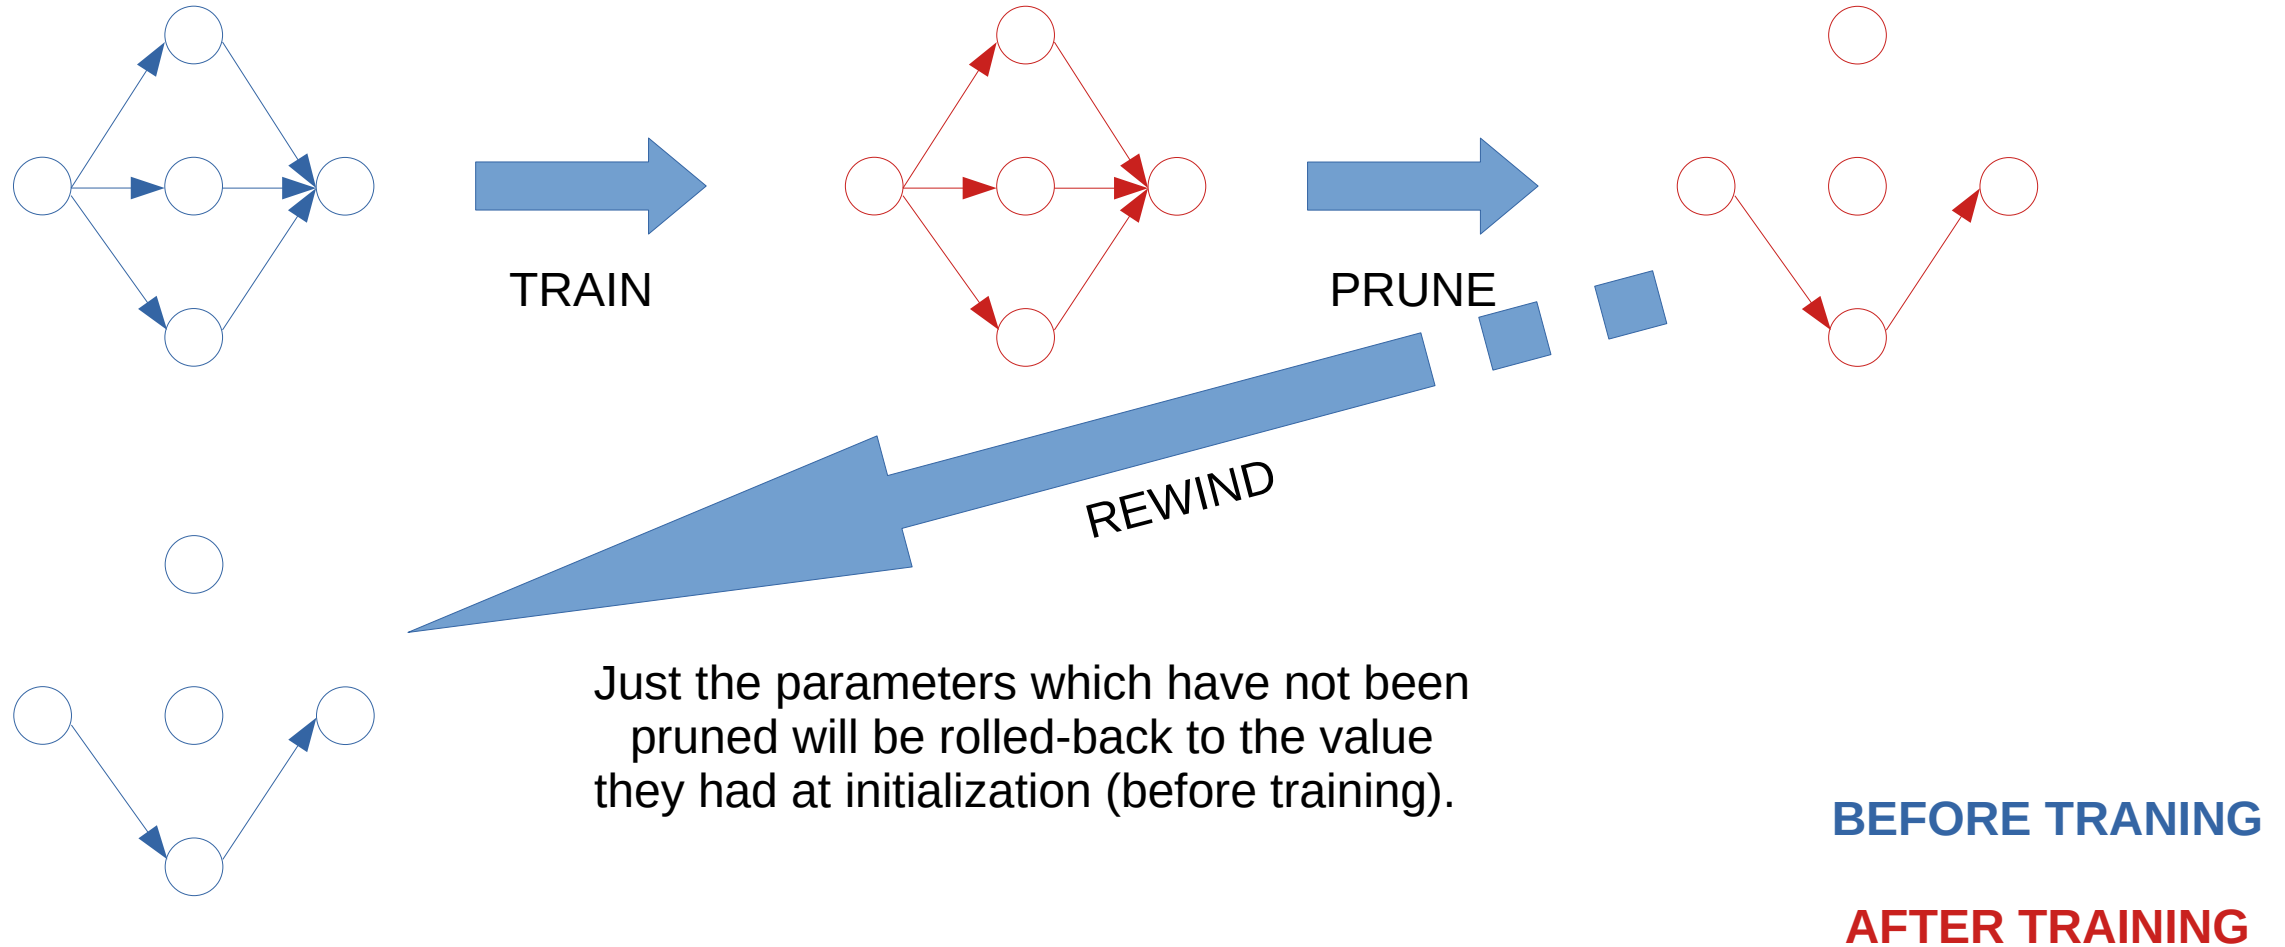 TRAIN
PRUNE
REWIND
Just the parameters which have not been
pruned will be rolled-back to the value
they had at initialization (before training).
BEFORE TRANING
AFTER TRAINING